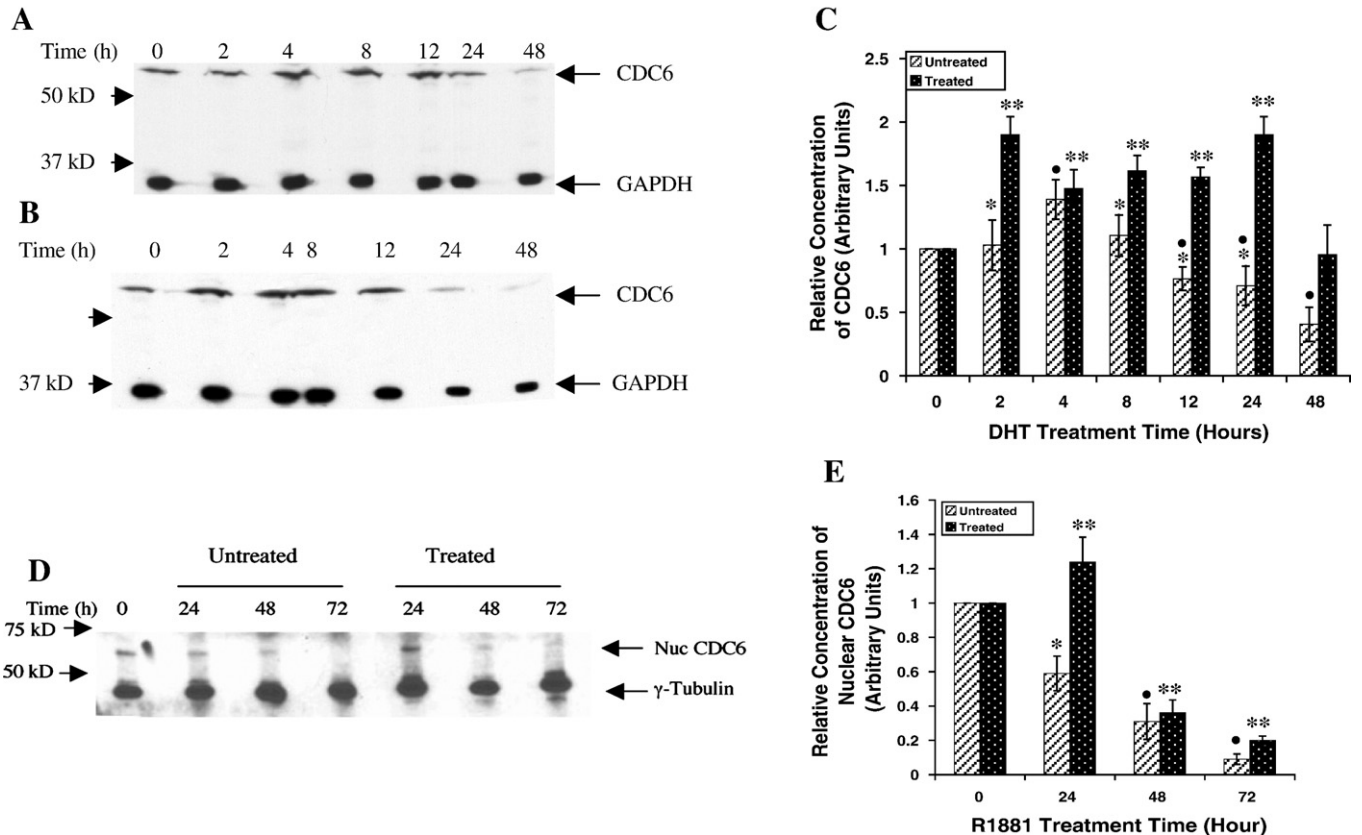 A
Time (h) 0 2 4 8 12 24 48
CDC6
50 kD
37 kD
GAPDH
B
Time (h) 0 2 4 8 12 24 48
CDC6
37 kD
GAPDH
C
Relative Concentration
of CDC6 (Arbitrary Units)
2.5
2
1.5
1
0.5
0
Untreated
Treated
* ** • ** * ** • * ** • * ** •
0 2 4 8 12 24 48
DHT Treatment Time (Hours)
D
Untreated Treated
Time (h) 0 24 48 72 24 48 72
75 kD
Nuc CDC6
50 kD
γ-Tubulin
E
Relative Concentration of
Nuclear CDC6
(Arbitrary Units)
1.6
1.4
1.2
1
0.8
0.6
0.4
0.2
0
Untreated
Treated
* ** • ** • **
0 24 48 72
R1881 Treatment Time (Hour)